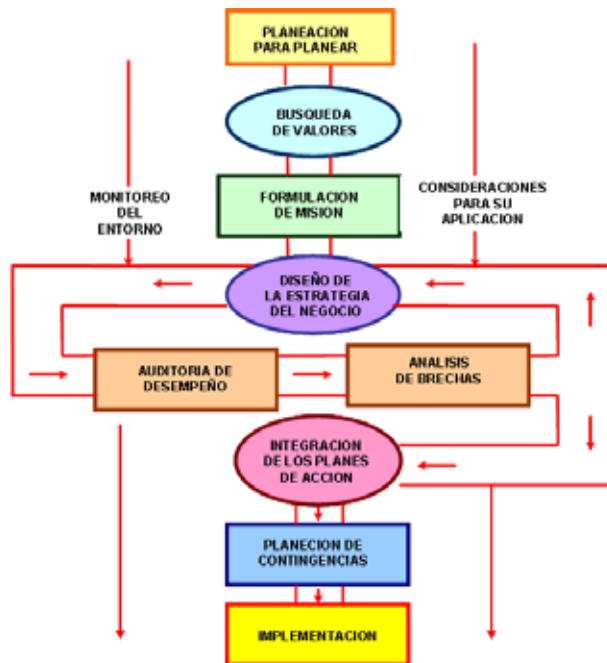 PLANEACION
PARA PLANEAR
BUSQUEDA
DE VALORES
MONITOREO
DEL
ENTORNO
FORMULACION
DE MISION
CONSIDERACIONES
PARA SU
APLICACION
DISEÑO DE
LA ESTRATEGIA
DEL NEGOCIO
AUDITORIA DE
DESEMPEÑO
ANALISIS
DE BRECHAS
INTEGRACION
DE LOS PLANES
DE ACCION
PLANECION DE
CONTINGENCIAS
IMPLEMENTACION